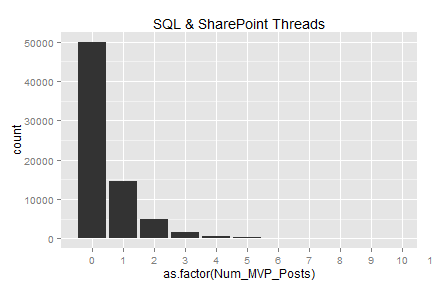 SQL & SharePoint Threads
50000
40000
30000
20000
10000
0
count
0 1 2 3 4 5 6 7 8 9 10 1
as.factor(Num_MVP_Posts)